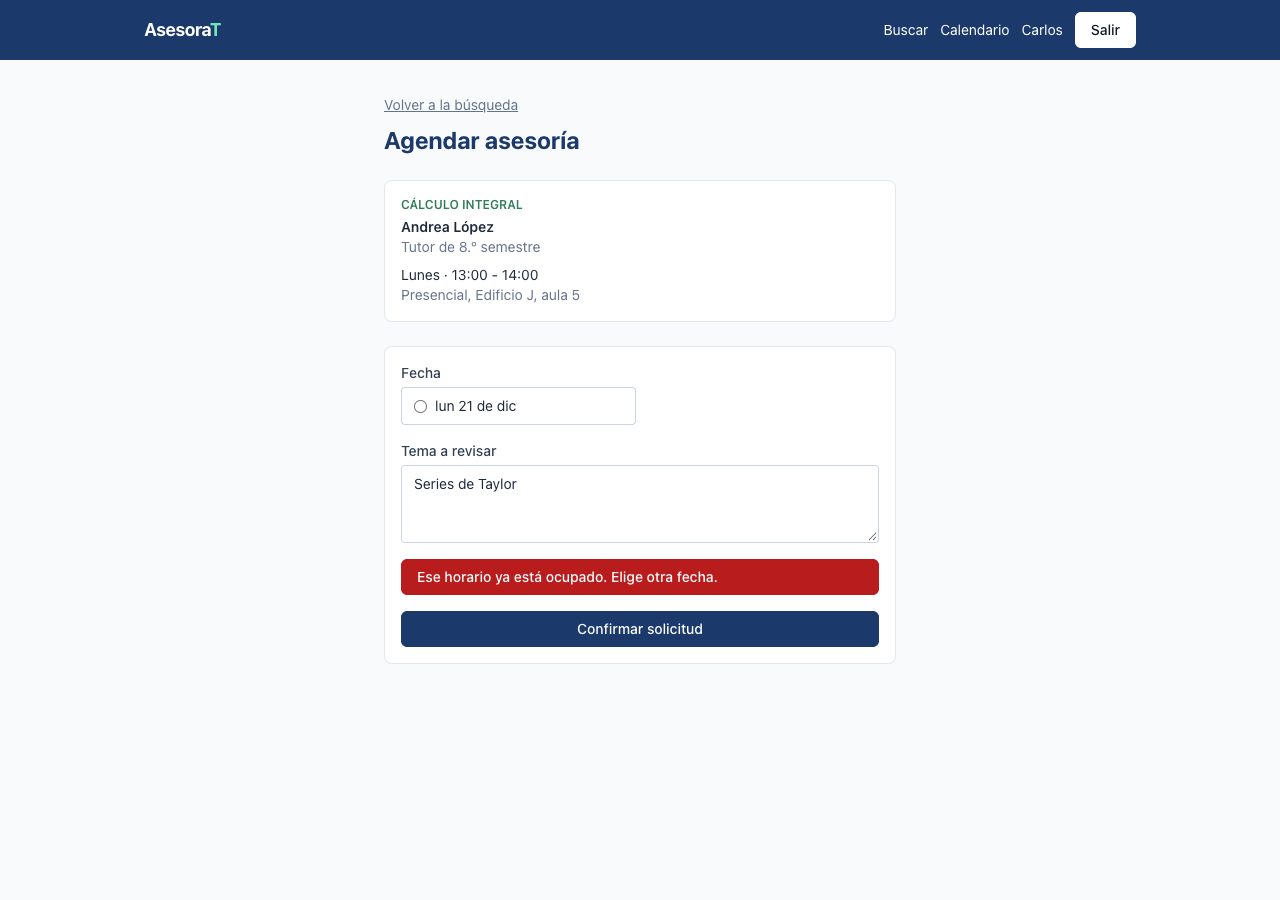 AsesoraT
Buscar Calendario Carlos Salir
Volver a la búsqueda
Agendar asesoría
CÁLCULO INTEGRAL
Andrea López
Tutor de 8.º semestre
Lunes · 13:00 - 14:00
Presencial, Edificio J, aula 5
Fecha
lun 21 de dic
Tema a revisar
Series de Taylor
Ese horario ya está ocupado. Elige otra fecha.
Confirmar solicitud